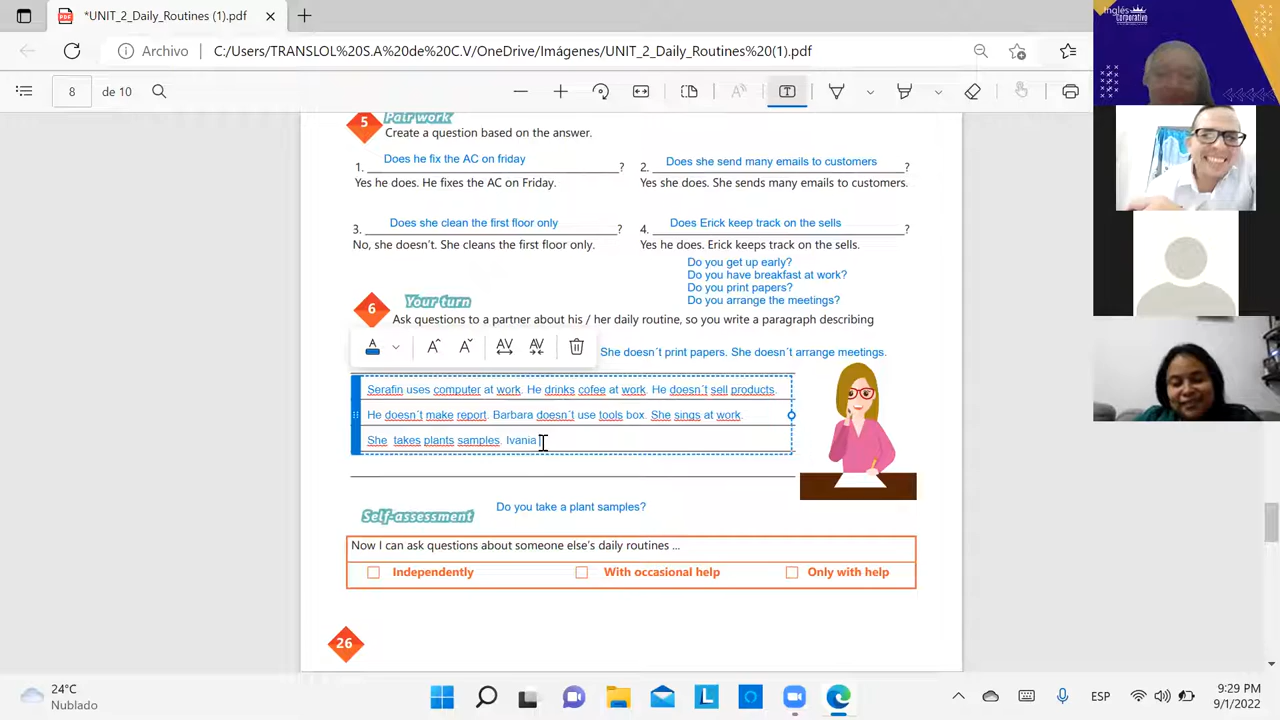 *UNIT_2_Daily_Routines (1).pdf
Inglés
Corporativo
Archivo
C:/Users/TRANSLOL%20S.A%20de%20C.V/OneDrive/Imágenes/UNIT_2_Daily_Routines%20(1).pdf
8 de 10
5 Pair work
Create a question based on the answer.
Does he fix the AC on friday
1. ?
Yes he does. He fixes the AC on Friday.
Does she send many emails to customers
2. ?
Yes she does. She sends many emails to customers.
Does she clean the first floor only
3. ?
No, she doesn´t. She cleans the first floor only.
Does Erick keep track on the sells
4. ?
Yes he does. Erick keeps track on the sells.
Do you get up early?
Do you have breakfast at work?
Do you print papers?
Do you arrange the meetings?
6 Your turn
Ask questions to a partner about his / her daily routine, so you write a paragraph describing
She doesn´t print papers. She doesn´t arrange meetings.
Serafin uses computer at work. He drinks cofee at work. He doesn´t sell products.
He doesn´t make report. Barbara doesn´t use tools box. She sings at work.
She takes plants samples. Ivania
Do you take a plant samples?
Self-assessment
Now I can ask questions about someone else's daily routines ...
Independently
With occasional help
Only with help
26
24°C
Nublado
ESP
9:29 PM
9/1/2022